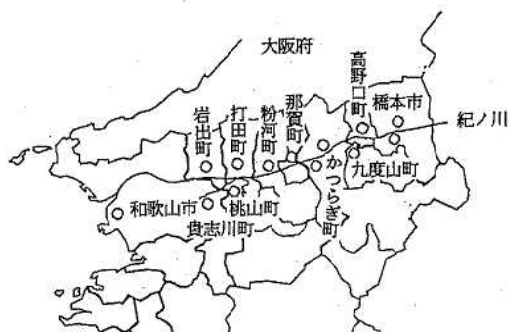 大阪府
高野口町
橋本市
紀ノ川
那賀町
粉河町
打田町
岩出町
かつらぎ町
九度山町
和歌山市
桃山町
貴志川町